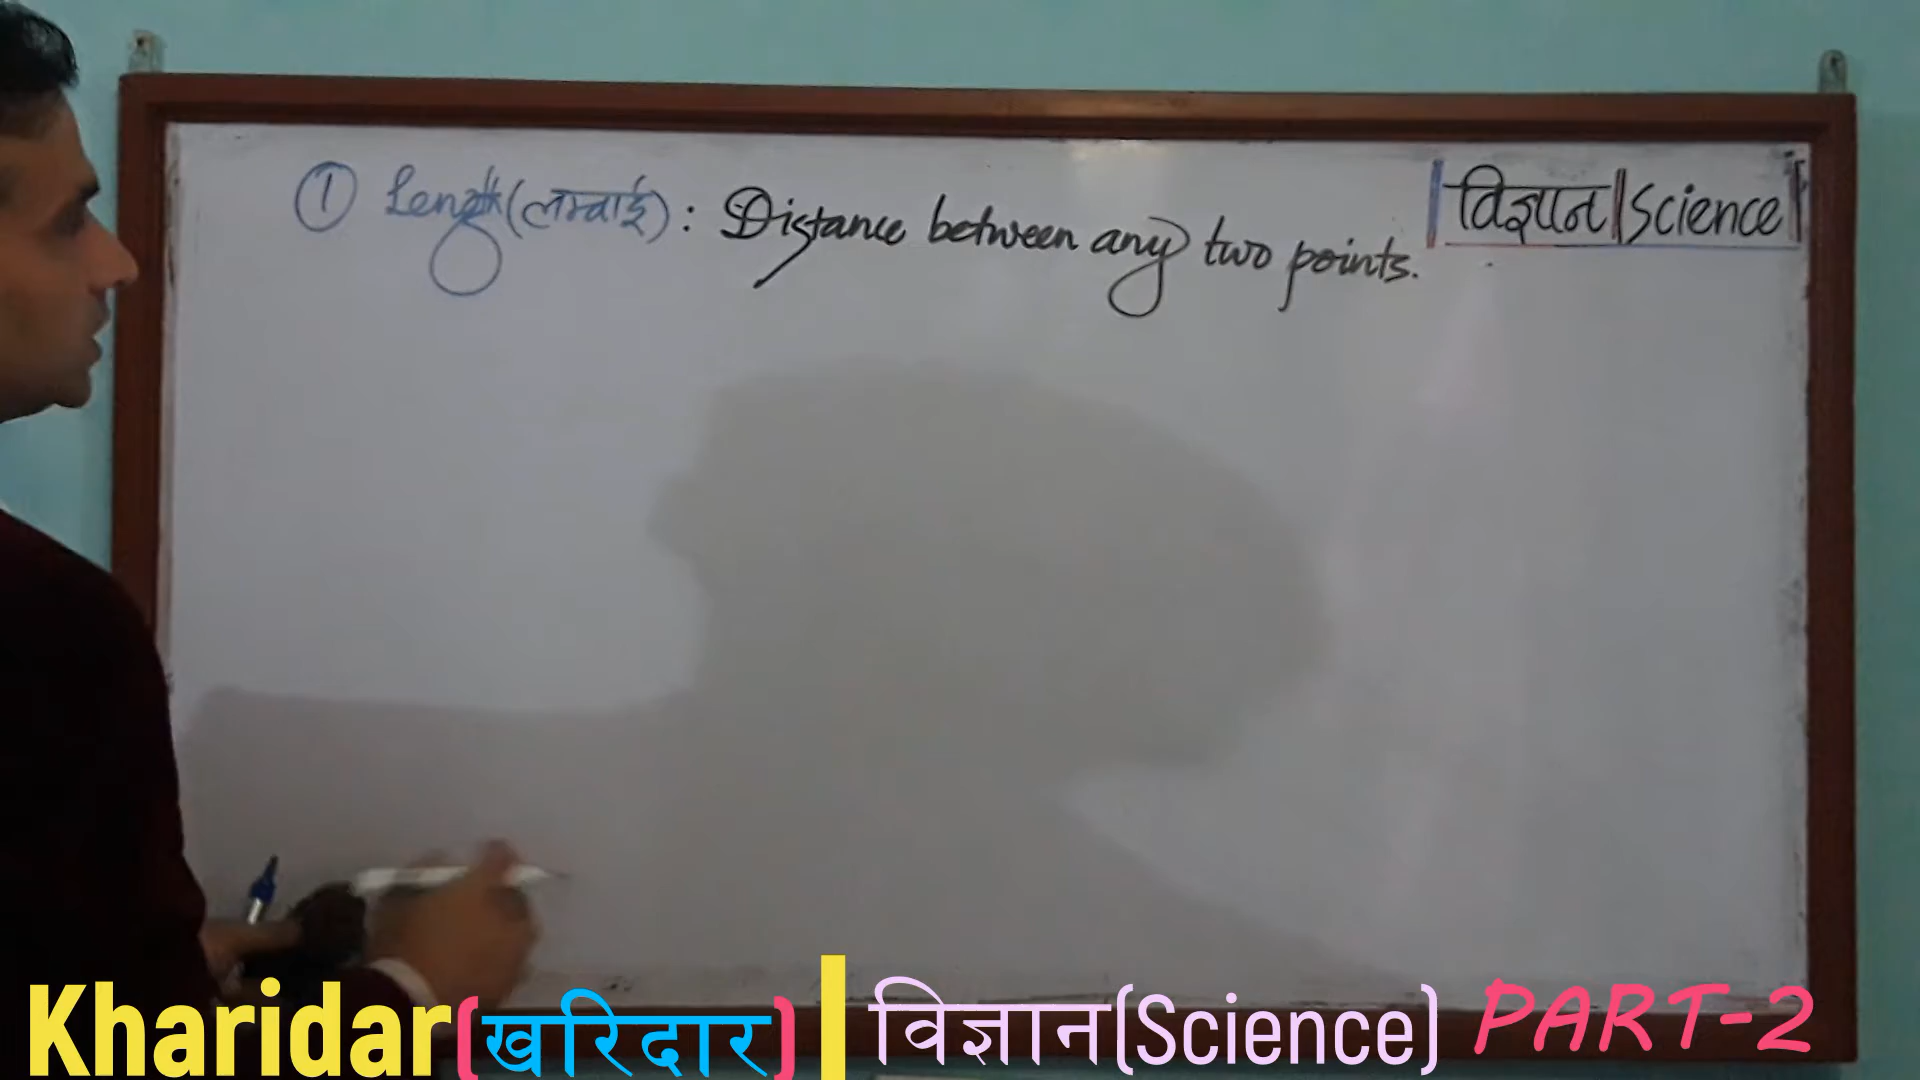 ① Length(लम्बाई): Distance between any two points.
विज्ञान|Science
Kharidar(खरिदार) | विज्ञान(Science) PART-2